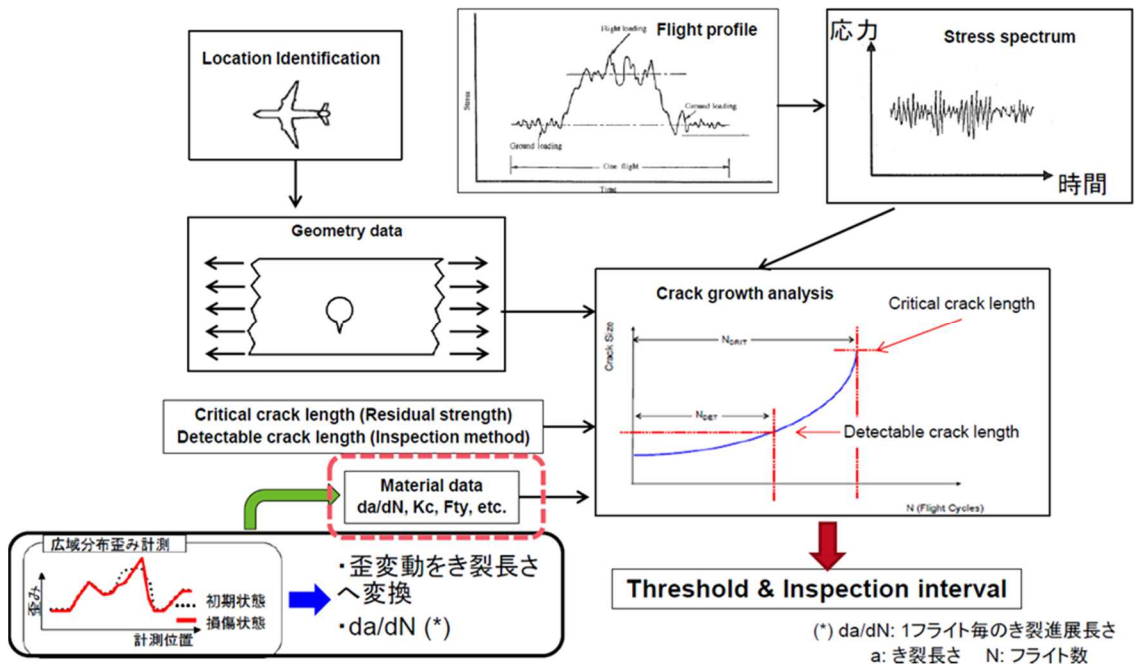 Location Identification
Flight profile
Flight loading
Ground loading
Ground loading
One flight
Stress
Time
応力
Stress spectrum
時間
Geometry data
Crack growth analysis
Critical crack length
Crack Size
NCRIT
NDET
Detectable crack length
N (Flight Cycles)
Critical crack length (Residual strength)
Detectable crack length (Inspection method)
Material data
da/dN, Kc, Fty, etc.
広域分布歪み計測
歪み
初期状態
損傷状態
計測位置
・歪変動をき裂長さ
へ変換
・da/dN (*)
Threshold & Inspection interval
(*) da/dN: 1フライト毎のき裂進展長さ
a: き裂長さ N: フライト数